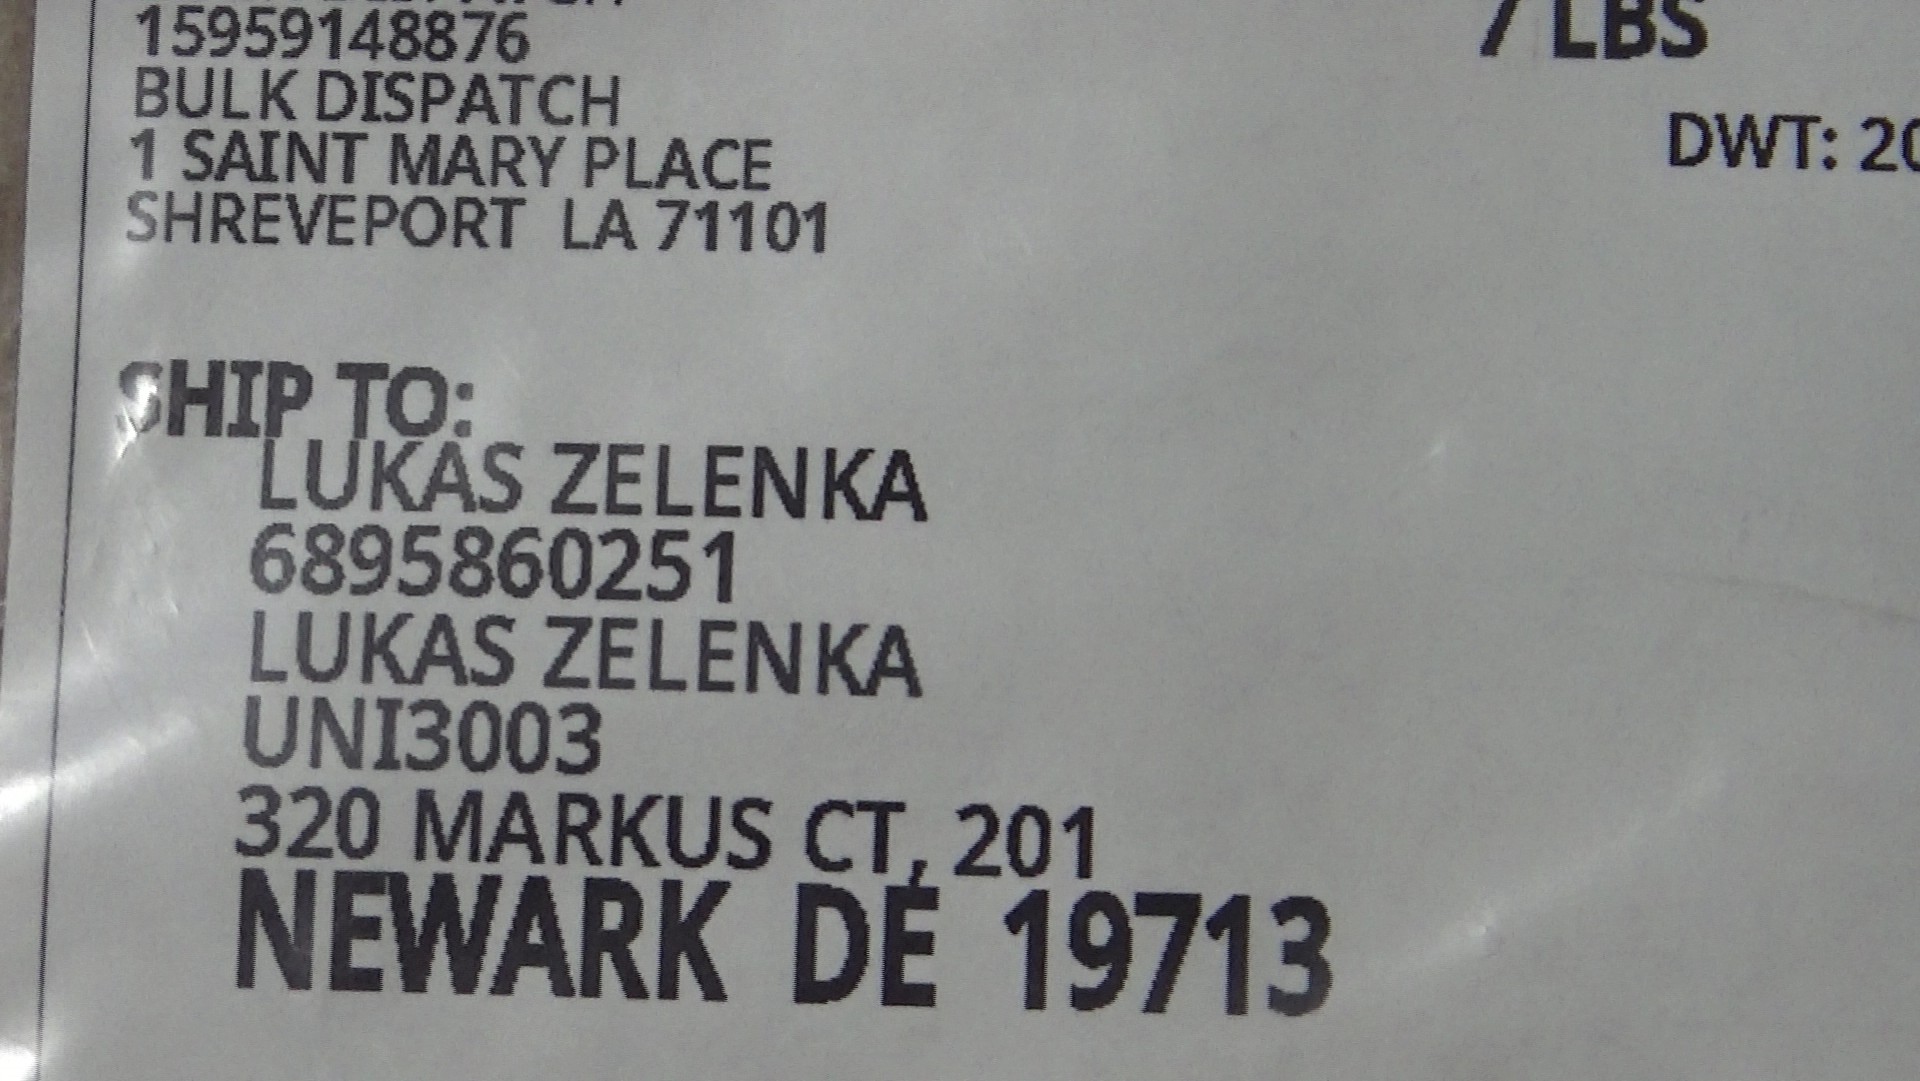 15959148876
BULK DISPATCH
1 SAINT MARY PLACE
SHREVEPORT LA 71101
7 LBS
DWT: 20
SHIP TO:
LUKAS ZELENKA
6895860251
LUKAS ZELENKA
UNI3003
320 MARKUS CT, 201
NEWARK DE 19713